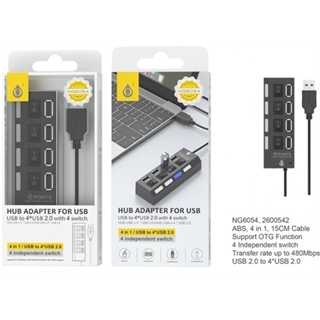 NG6054
HUB ADAPTER FOR USB
USB to 4*USB 2.0 with 4 switch
4 in 1 / USB to 4*USB 2.0
4 independent switch
NG6054
HUB ADAPTER FOR USB
USB to 4*USB 2.0 with 4 switch
4 in 1 / USB to 4*USB 2.0
4 independent switch
NG6054, 2600542
ABS, 4 in 1, 15CM Cable
Support OTG Function
4 Independent switch
Transfer rate up to 480Mbps
USB 2.0 to 4*USB 2.0